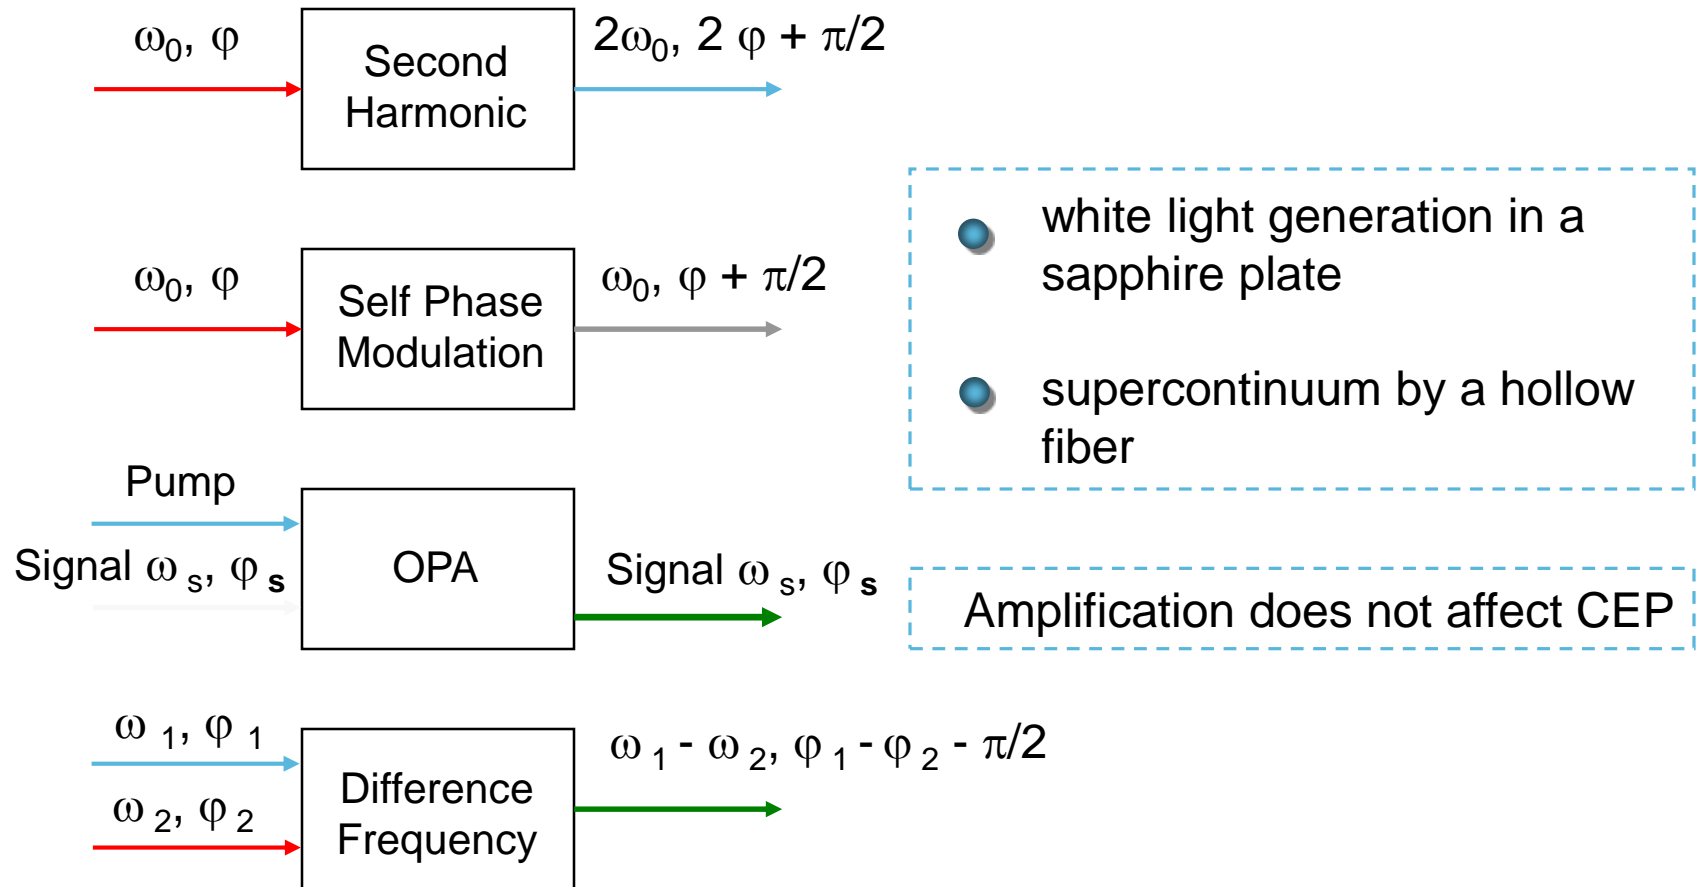 ω0, φ
Second
Harmonic
2ω0, 2 φ + π/2
ω0, φ
Self Phase
Modulation
ω0, φ + π/2
white light generation in a
sapphire plate
supercontinuum by a hollow
fiber
Pump
Signal ω s, φ s
OPA
Signal ω s, φ s
Amplification does not affect CEP
ω 1, φ 1
ω 2, φ 2
Difference
Frequency
ω 1 - ω 2, φ 1 - φ 2 - π/2